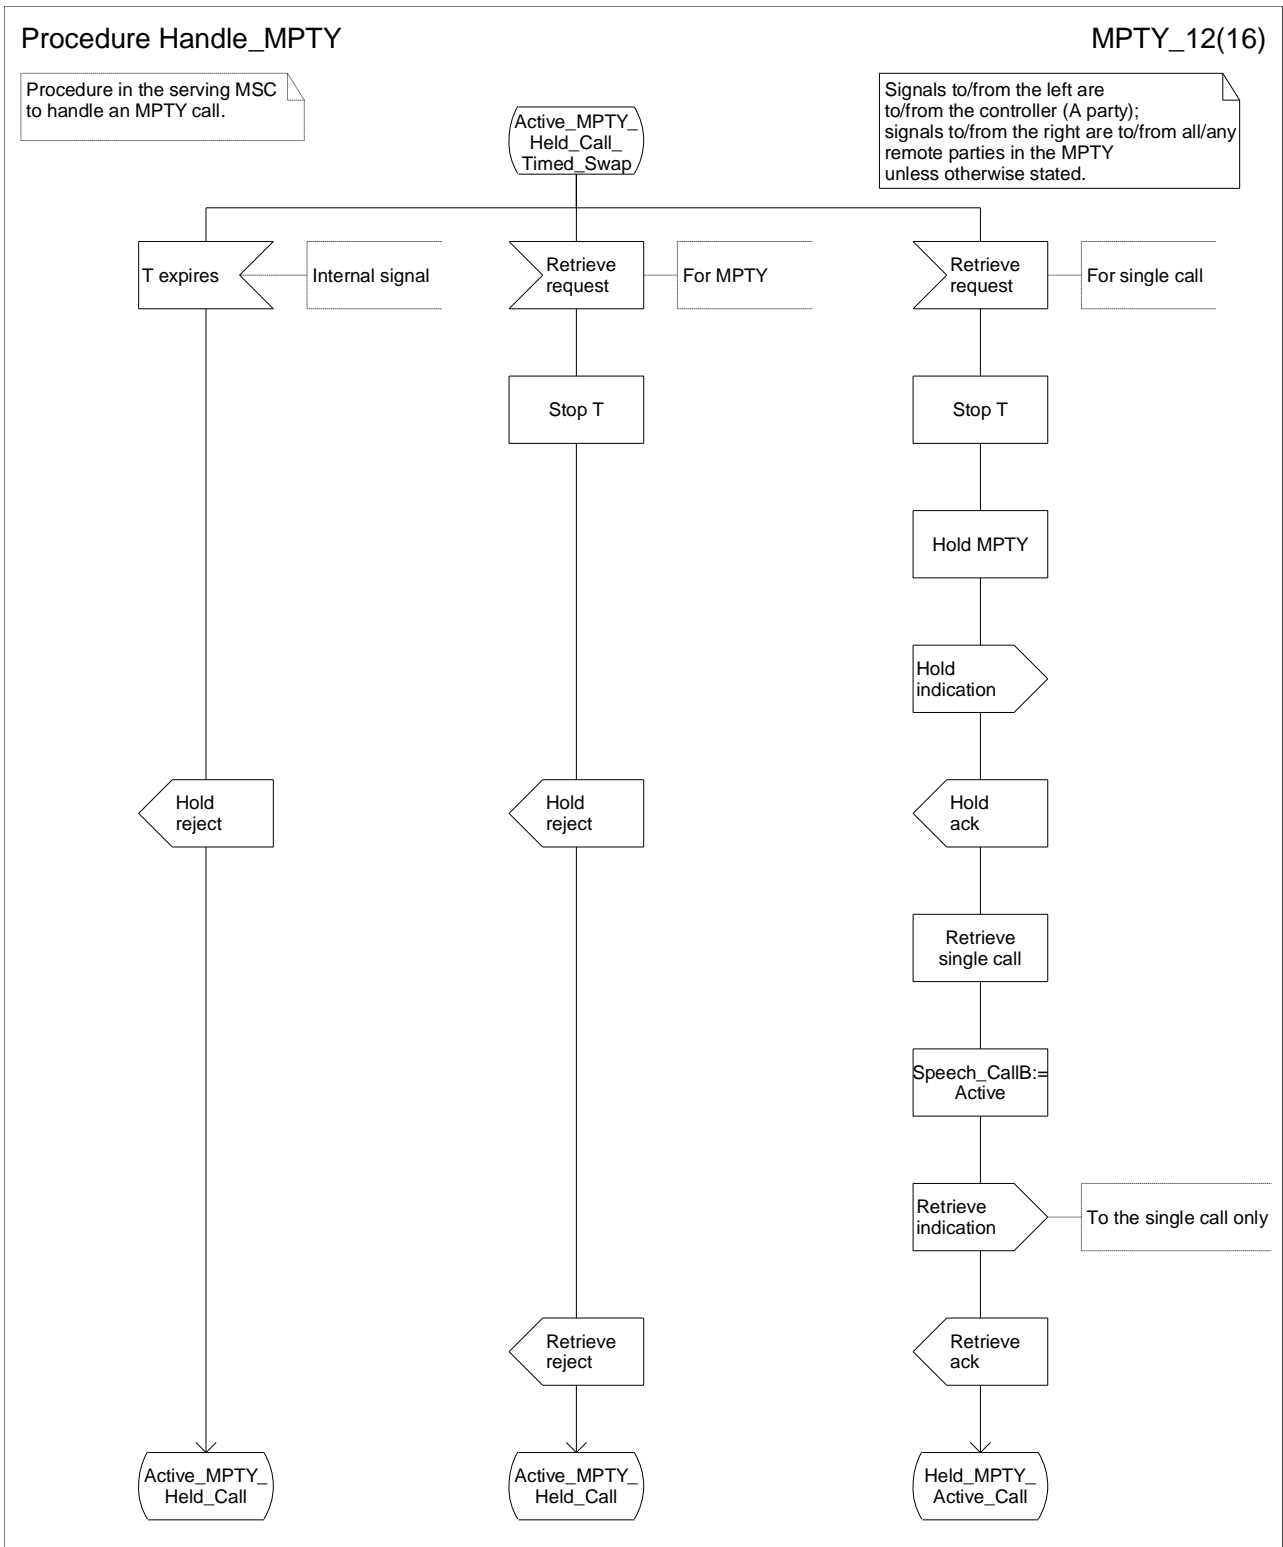 Procedure Handle_MPTY
MPTY_12(16)
Procedure in the serving MSC
to handle an MPTY call.
Signals to/from the left are
to/from the controller (A party);
signals to/from the right are to/from all/any
remote parties in the MPTY
unless otherwise stated.
Active_MPTY_
Held_Call_
Timed_Swap
T expires
Internal signal
Retrieve
request
For MPTY
Retrieve
request
For single call
Stop T
Stop T
Hold MPTY
Hold
indication
Hold
reject
Hold
reject
Hold
ack
Retrieve
single call
Speech_CallB:=
Active
Retrieve
indication
To the single call only
Retrieve
reject
Retrieve
ack
Active_MPTY_
Held_Call
Active_MPTY_
Held_Call
Held_MPTY_
Active_Call